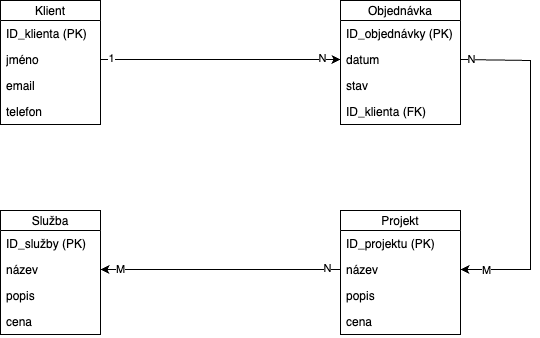 Klient
ID_klienta (PK)
jméno
email
telefon
1
N
Objednávka
ID_objednávky (PK)
datum
stav
ID_klienta (FK)
N
Služba
ID_služby (PK)
název
popis
cena
M
N
Projekt
ID_projektu (PK)
název
popis
cena
M